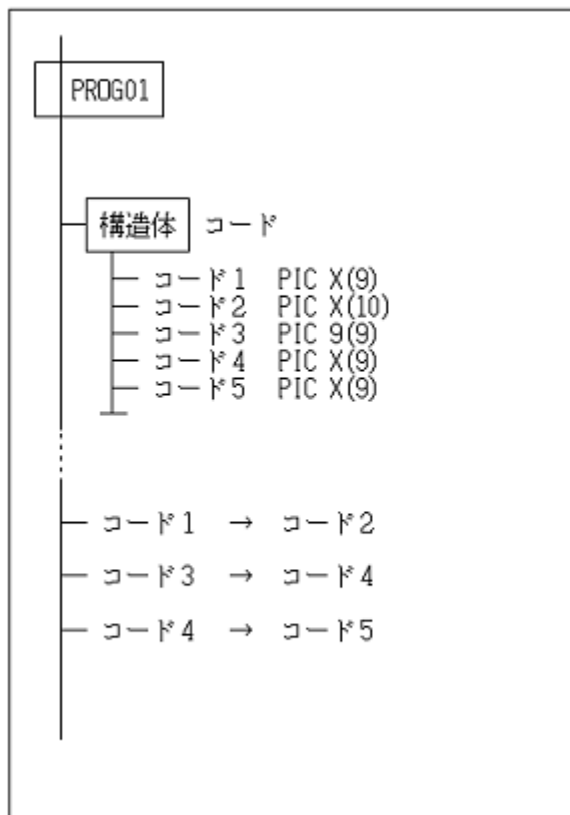 PROG01
構造体 コード
コード1 PIC X(9)
コード2 PIC X(10)
コード3 PIC 9(9)
コード4 PIC X(9)
コード5 PIC X(9)
コード1 → コード2
コード3 → コード4
コード4 → コード5